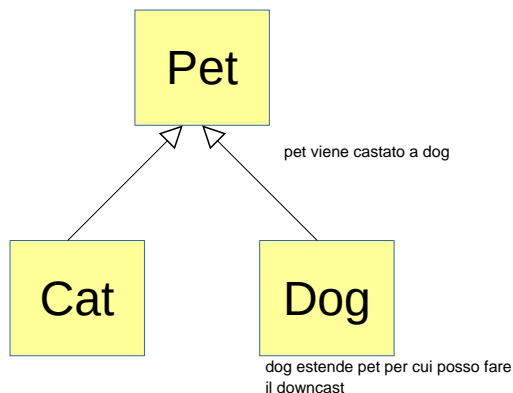 Pet
pet viene castato a dog
Cat
Dog
dog estende pet per cui posso fare
il downcast